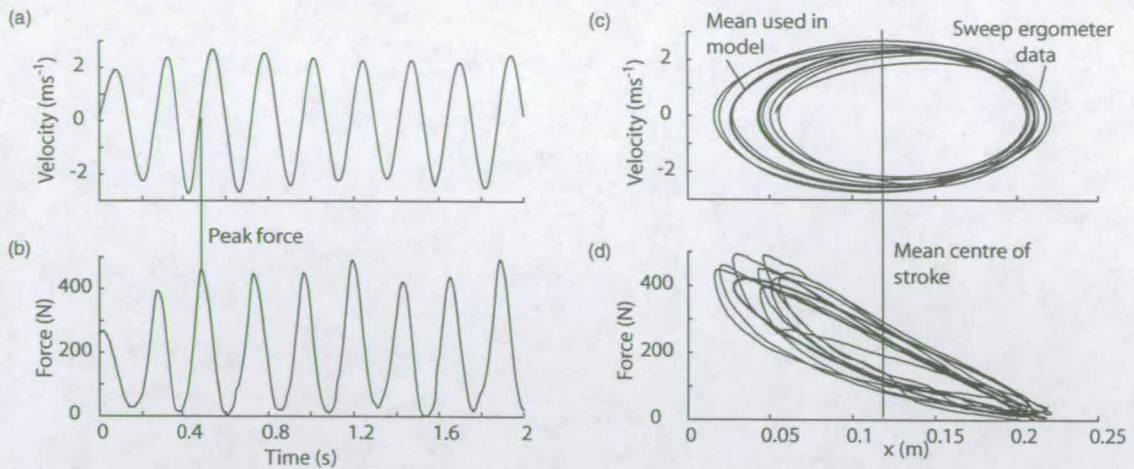 (a)
Velocity (ms⁻¹)
2
0
-2
Peak force
(b)
Force (N)
400
200
0
0 0.4 0.8 1.2 1.6 2
Time (s)
(c)
Mean used in
model
Sweep ergometer
data
Velocity (ms⁻¹)
2
0
-2
(d)
Mean centre of
stroke
Force (N)
400
200
0
0 0.05 0.1 0.15 0.2 0.25
x (m)